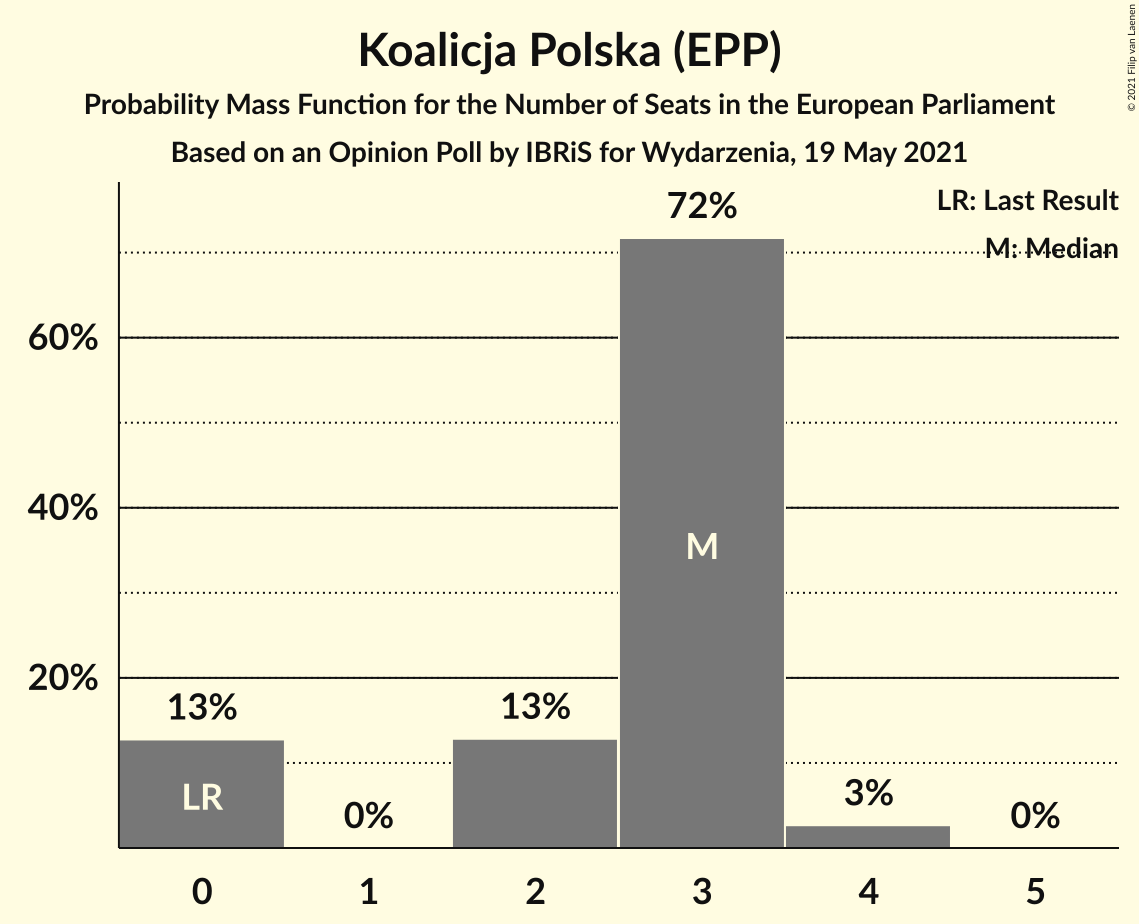 Koalicja Polska (EPP)
Probability Mass Function for the Number of Seats in the European Parliament
Based on an Opinion Poll by IBRiS for Wydarzenia, 19 May 2021
© 2021 Filip van Laenen
LR: Last Result
M: Median
72%
60%
40%
M
20%
13%
13%
LR
0%
3%
0%
0
1
2
3
4
5